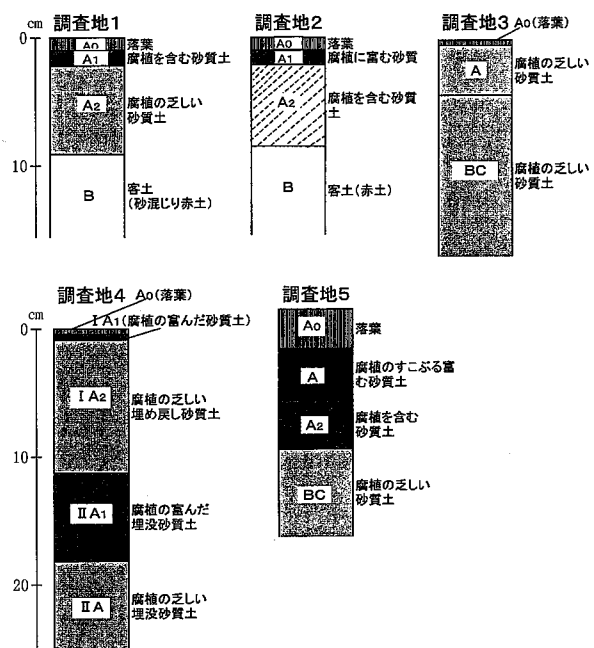 調査地1
cm
0
A0
落葉
A1
腐植を含む砂質土
A2
腐植の乏しい
砂質土
10
B
客土
(砂混じり赤土)
調査地2
A0
落葉
A1
腐植に富む砂質
A2
腐植を含む砂質
土
B
客土(赤土)
調査地3
A0(落葉)
A
腐植の乏しい
砂質土
BC
腐植の乏しい
砂質土
調査地4
A0(落葉)
cm
ⅠA1(腐植の富んだ砂質土)
0
ⅠA2
腐植の乏しい
埋め戻し砂質土
10
ⅡA1
腐植の富んだ
埋没砂質土
20
ⅡA
腐植の乏しい
埋没砂質土
調査地5
A0
落葉
A
腐植のすこぶる富
む砂質土
A2
腐植を含む
砂質土
BC
腐植の乏しい
砂質土